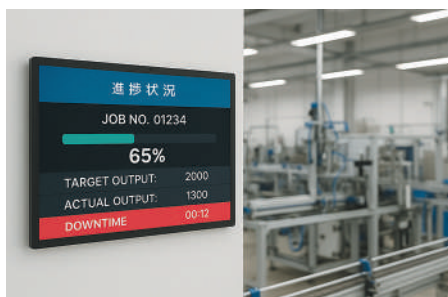 進捗状況
JOB NO. 01234
65%
TARGET OUTPUT: 2000
ACTUAL OUTPUT: 1300
DOWNTIME 00:12